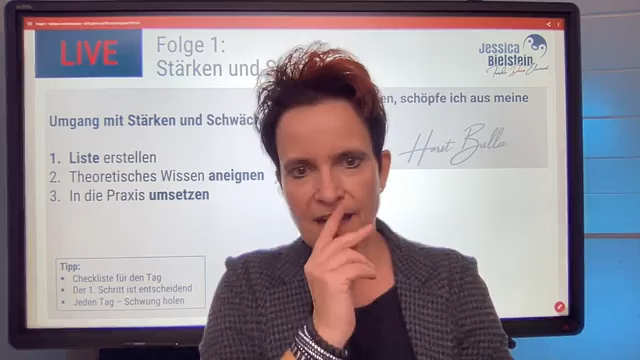 LIVE
Folge 1:
Stärken und S
Jessica
Bielstein
en, schöpfe ich aus meine
Umgang mit Stärken und Schwäc
Horst Bulla
1. Liste erstellen
2. Theoretisches Wissen aneignen
3. In die Praxis umsetzen
Tipp:
• Checkliste für den Tag
• Der 1. Schritt ist entscheidend
• Jeden Tag – Schwung holen